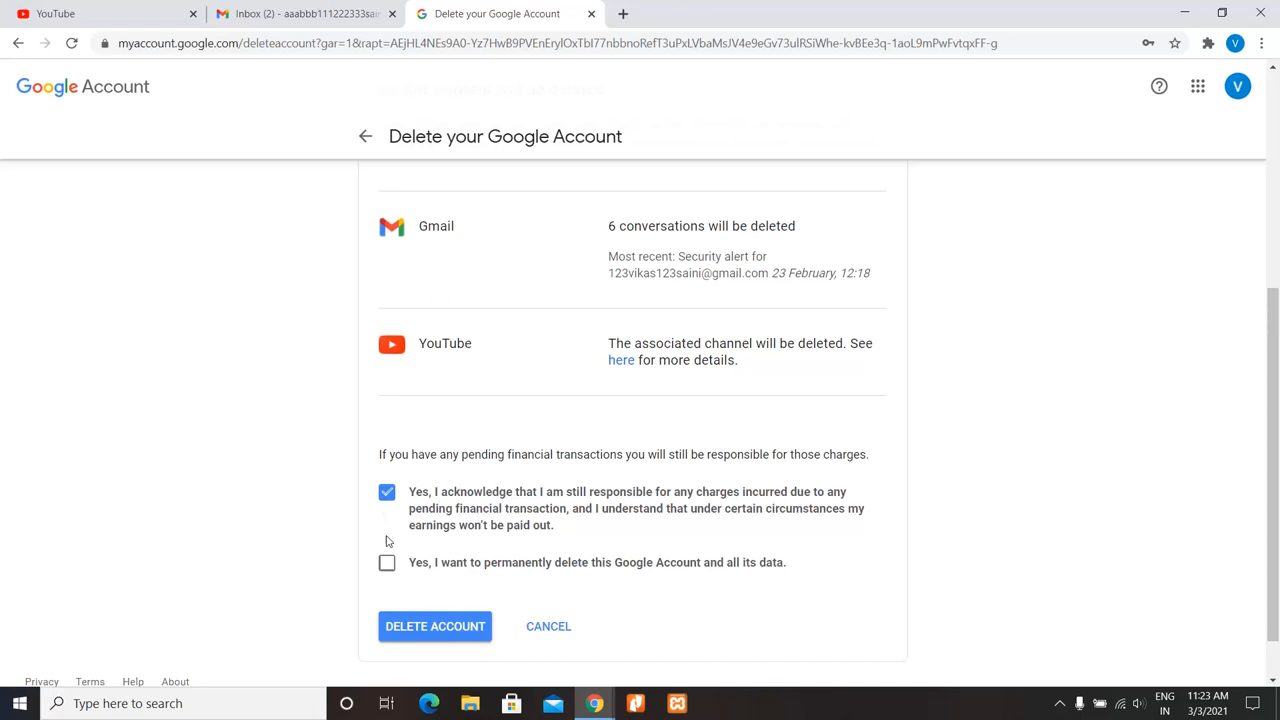 YouTube
Inbox (2) - aaabbb111222333sain
Delete your Google Account
myaccount.google.com/deleteaccount?gar=1&rapt=AEjHL4NEs9A0-Yz7HwB9PVEnErylOxTbI77nbbnoRefT3uPxLVbaMsJV4e9eGv73ulRSiWhe-kvBEe3q-1aoL9mPwFvtqxFF-g
V
Google Account
V
Delete your Google Account
Gmail
6 conversations will be deleted
Most recent: Security alert for
123vikas123saini@gmail.com 23 February, 12:18
YouTube
The associated channel will be deleted. See
here for more details.
If you have any pending financial transactions you will still be responsible for those charges.
Yes, I acknowledge that I am still responsible for any charges incurred due to any
pending financial transaction, and I understand that under certain circumstances my
earnings won't be paid out.
Yes, I want to permanently delete this Google Account and all its data.
DELETE ACCOUNT
CANCEL
Privacy Terms Help About
Type here to search
ENG
IN
11:23 AM
3/3/2021